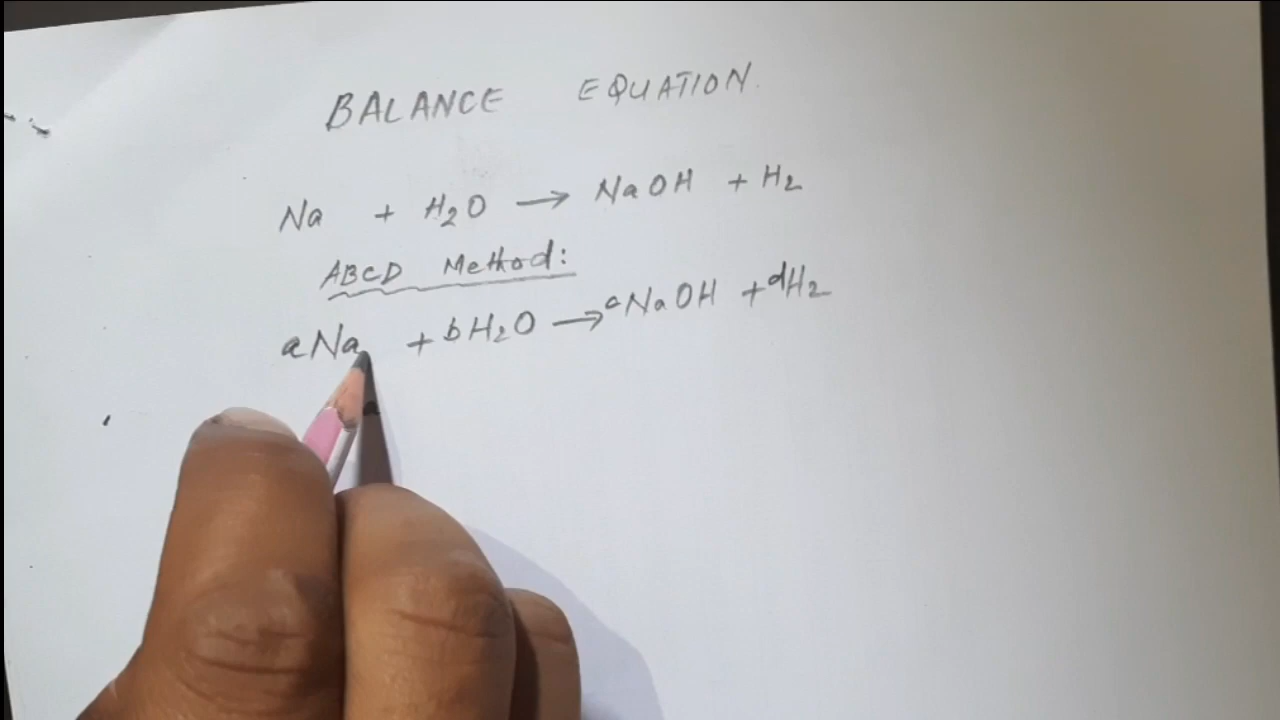 BALANCE EQUATION.
Na + H2O → NaOH + H2
ABCD Method:
aNa + bH2O → cNaOH + dH2